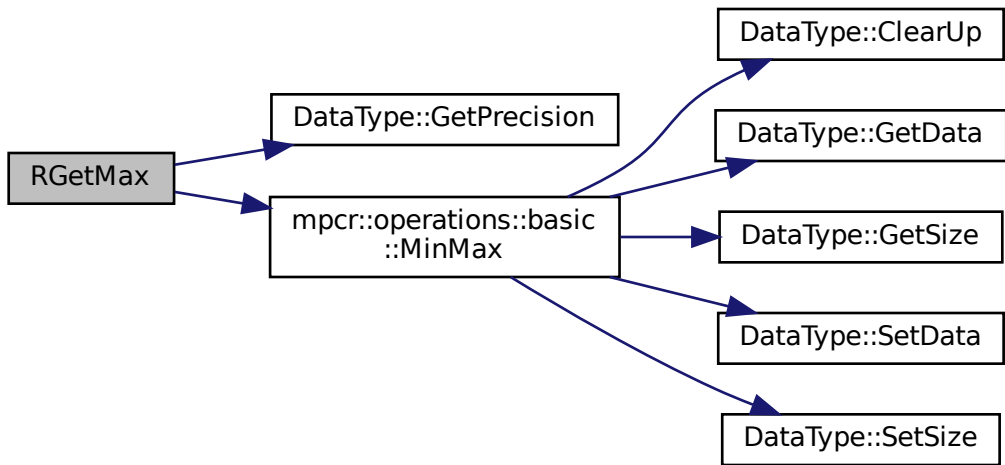 RGetMax
DataType::GetPrecision
mpcr::operations::basic
::MinMax
DataType::ClearUp
DataType::GetData
DataType::GetSize
DataType::SetData
DataType::SetSize